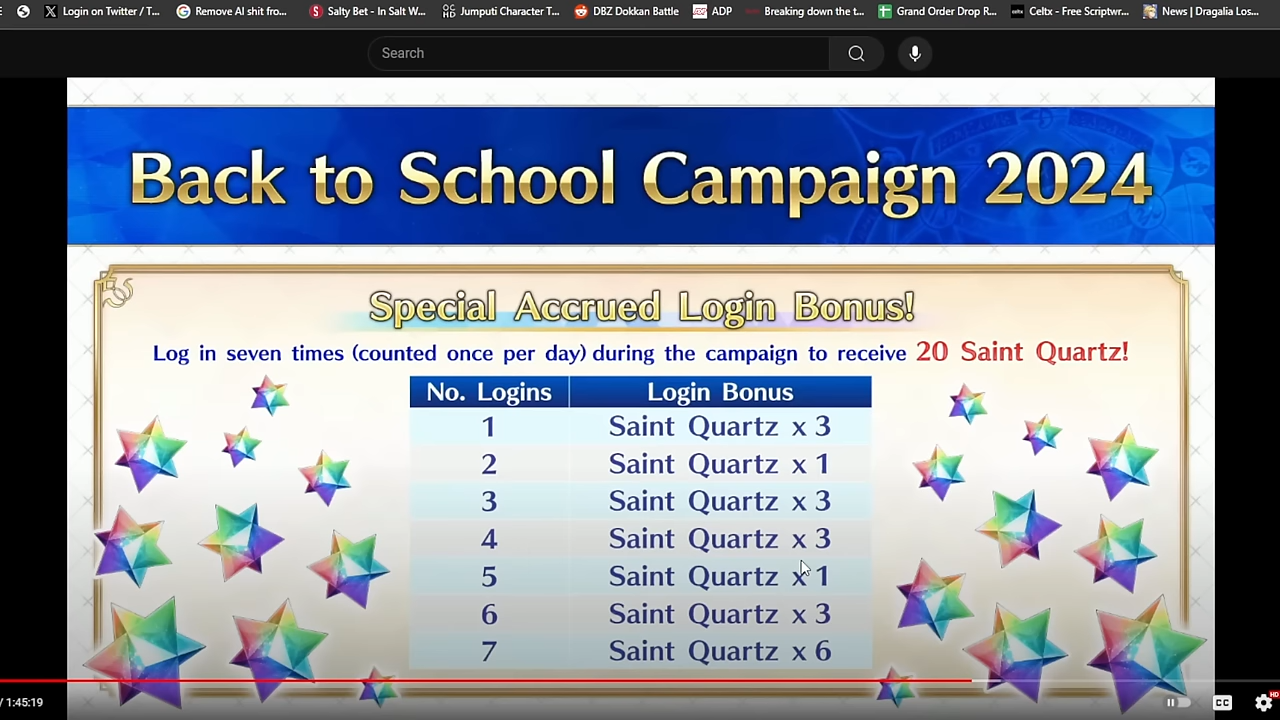 Login on Twitter / T...
Remove AI shit fro...
Salty Bet - In Salt W...
Jumputi Character T...
DBZ Dokkan Battle
ADP
Breaking down the t...
Grand Order Drop R...
Celtx - Free Scriptwr...
News | Dragalia Los...
Search
Back to School Campaign 2024
Special Accrued Login Bonus!
Log in seven times (counted once per day) during the campaign to receive 20 Saint Quartz!
No. Logins Login Bonus
1 Saint Quartz x 3
2 Saint Quartz x 1
3 Saint Quartz x 3
4 Saint Quartz x 3
5 Saint Quartz x 1
6 Saint Quartz x 3
7 Saint Quartz x 6
/ 1:45:19
CC
HD